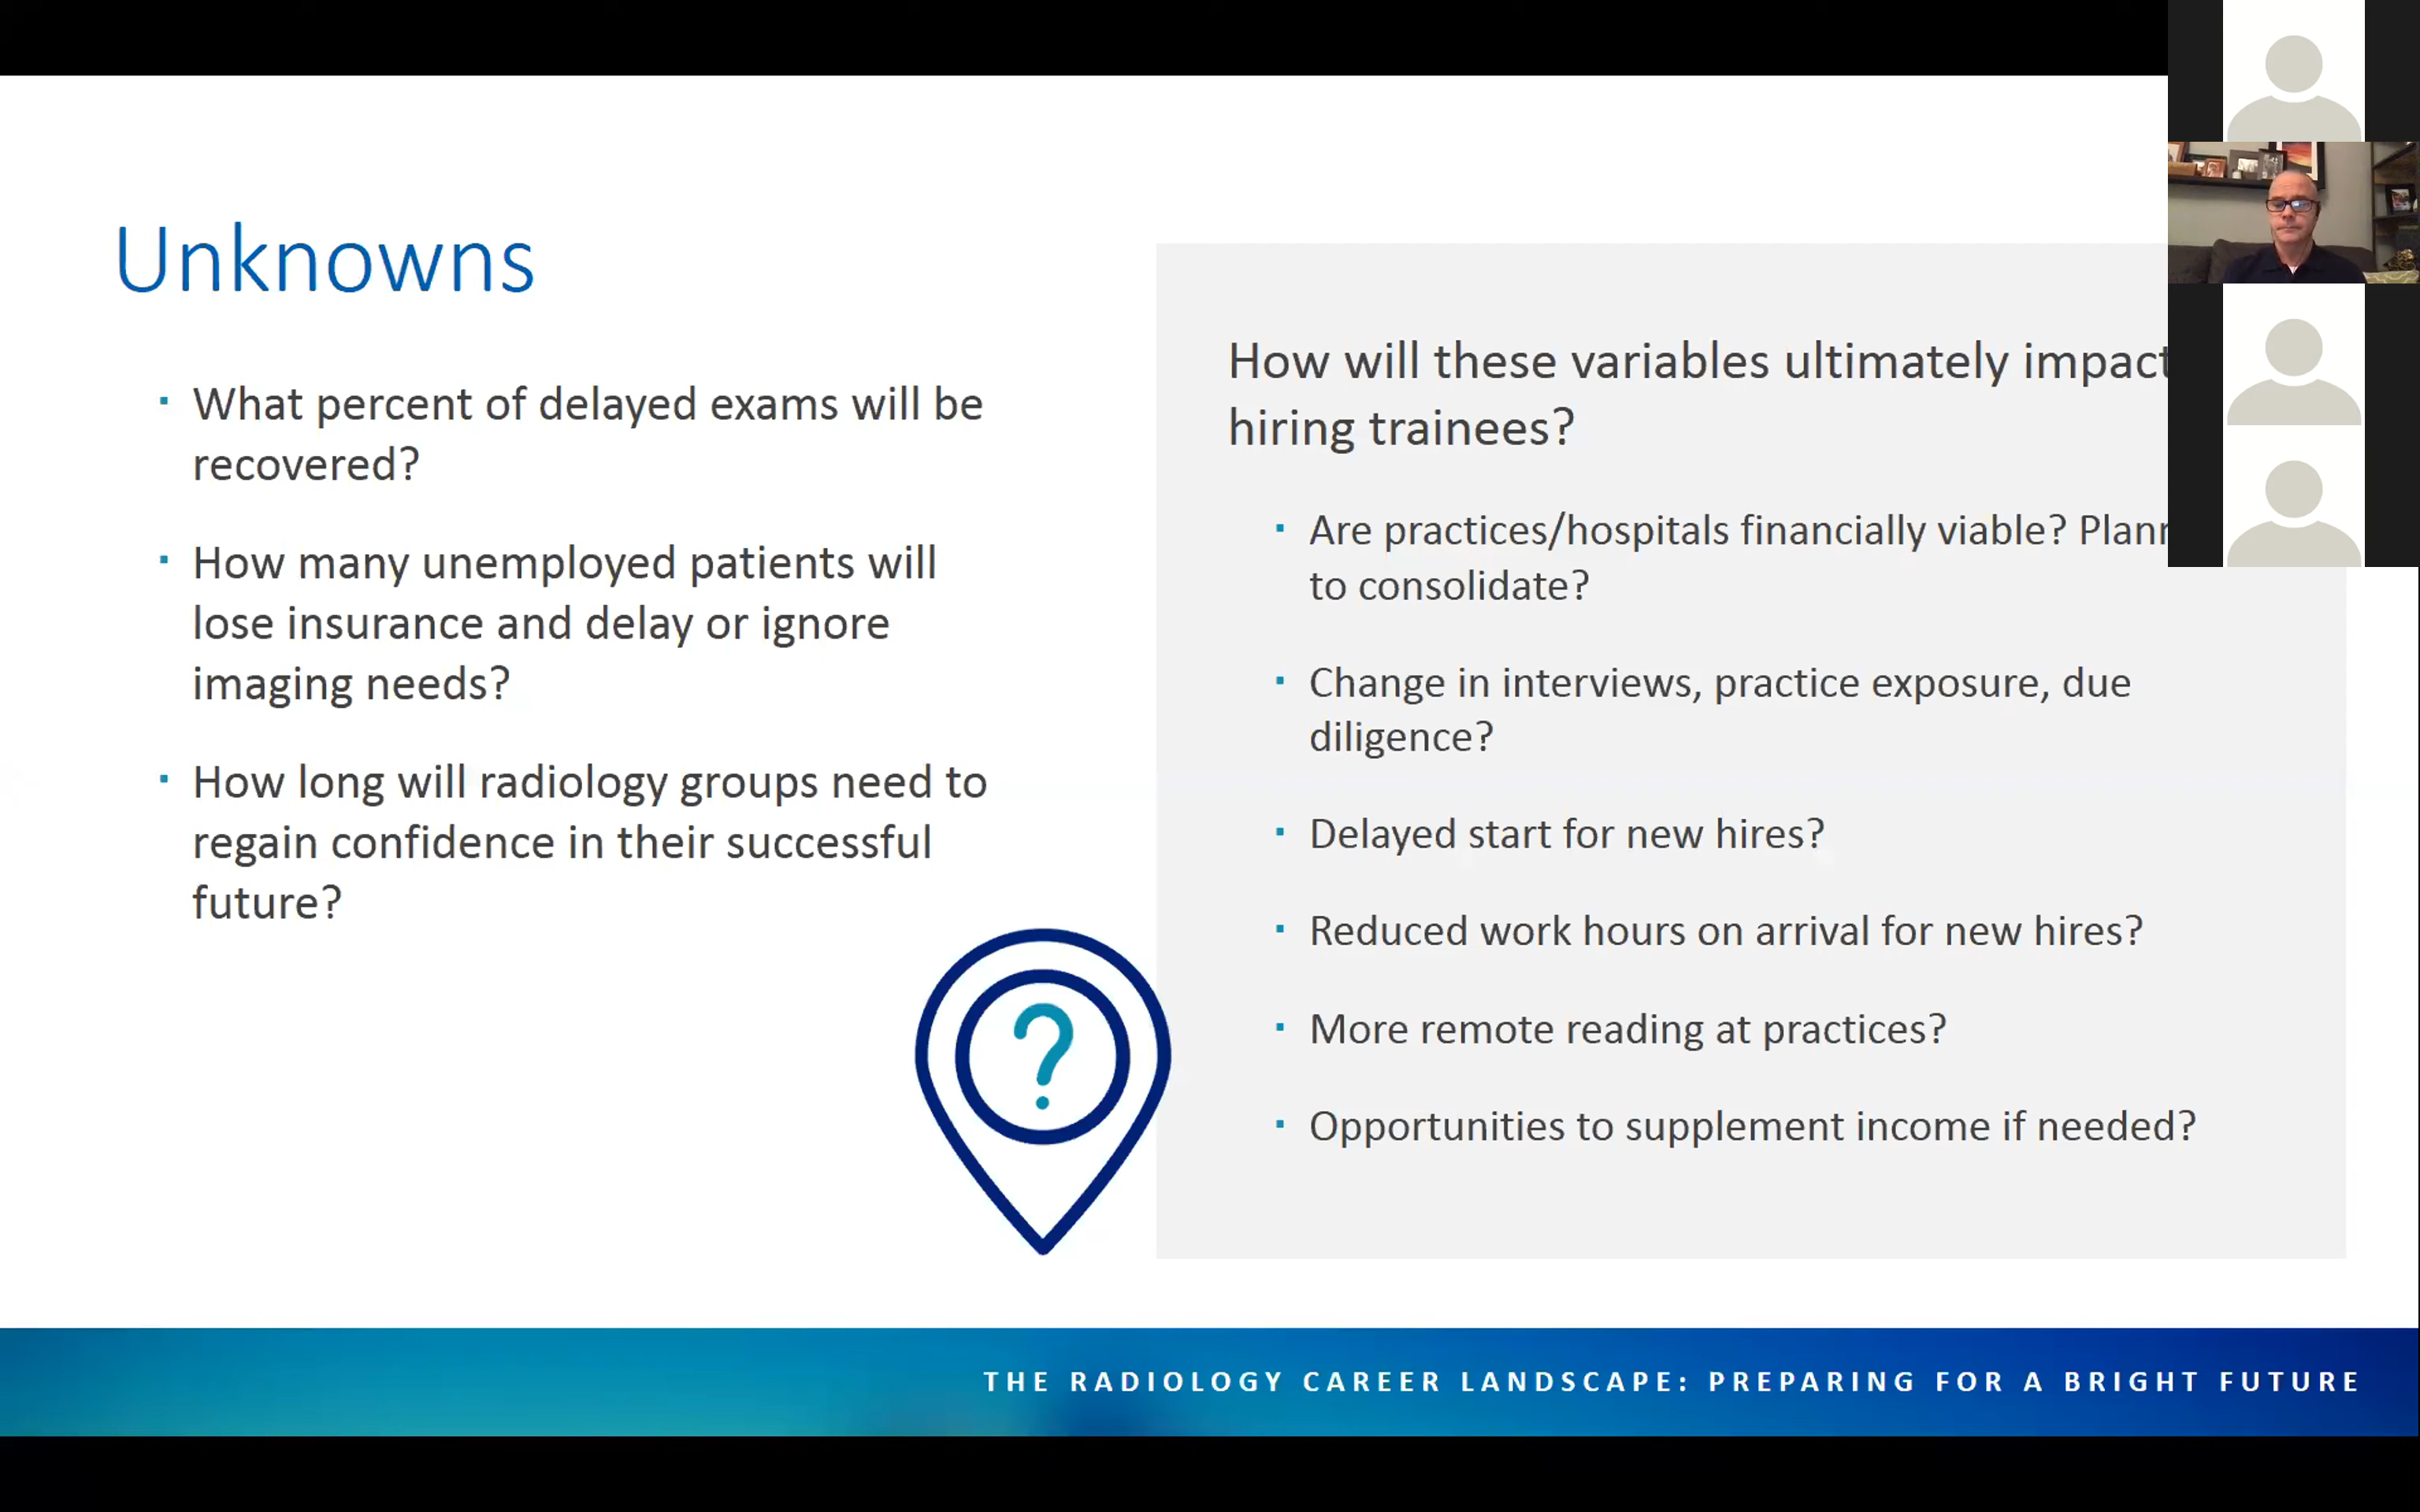 Unknowns
What percent of delayed exams will be
recovered?
How many unemployed patients will
lose insurance and delay or ignore
imaging needs?
How long will radiology groups need to
regain confidence in their successful
future?
?
How will these variables ultimately impact
hiring trainees?
Are practices/hospitals financially viable?
to consolidate?
Change in interviews, practice exposure, due
diligence?
Delayed start for new hires?
Reduced work hours on arrival for new hires?
More remote reading at practices?
Opportunities to supplement income if needed?
THE RADIOLOGY CAREER LANDSCAPE: PREPARING FOR A BRIGHT FUTURE